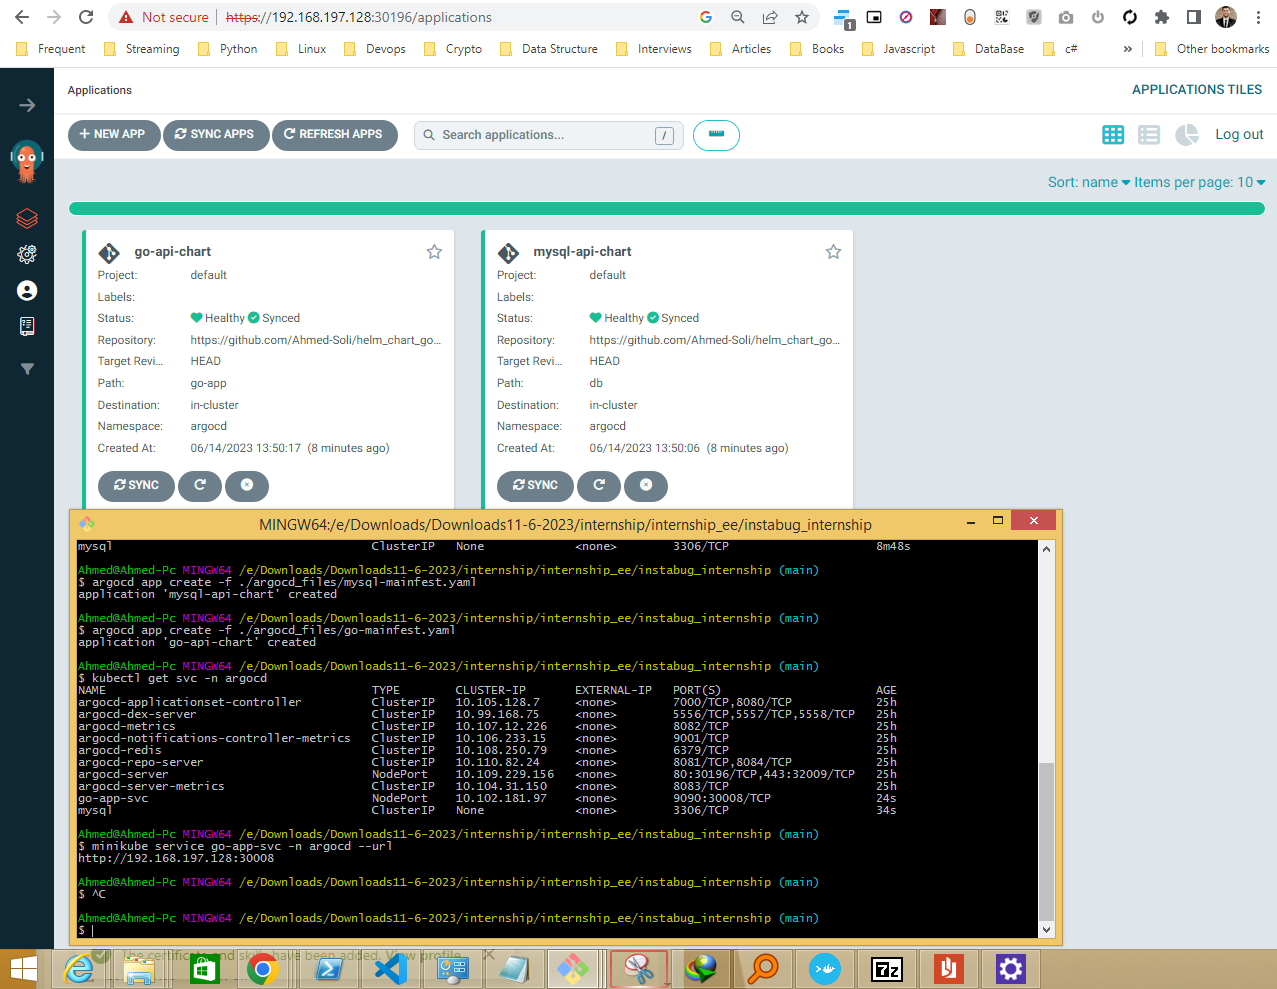 Not secure | https://192.168.197.128:30196/applications
1
Frequent Streaming Python Linux Devops Crypto Data Structure Interviews Articles Books Javascript DataBase c# » Other bookmarks
Applications
APPLICATIONS TILES
+ NEW APP SYNC APPS REFRESH APPS Search applications... / Log out
Sort: name Items per page: 10
go-api-chart
Project: default
Labels:
Status: Healthy Synced
Repository: https://github.com/Ahmed-Soli/helm_chart_go...
Target Revi... HEAD
Path: go-app
Destination: in-cluster
Namespace: argocd
Created At: 06/14/2023 13:50:17 (8 minutes ago)
SYNC
mysql-api-chart
Project: default
Labels:
Status: Healthy Synced
Repository: https://github.com/Ahmed-Soli/helm_chart_go...
Target Revi... HEAD
Path: db
Destination: in-cluster
Namespace: argocd
Created At: 06/14/2023 13:50:06 (8 minutes ago)
SYNC
MINGW64:/e/Downloads/Downloads11-6-2023/internship/internship_ee/instabug_internship
mysql ClusterIP None <none> 3306/TCP 8m48s
Ahmed@Ahmed-Pc MINGW64 /e/Downloads/Downloads11-6-2023/internship/internship_ee/instabug_internship (main)
$ argocd app create -f ./argocd_files/mysql-mainfest.yaml
application 'mysql-api-chart' created
Ahmed@Ahmed-Pc MINGW64 /e/Downloads/Downloads11-6-2023/internship/internship_ee/instabug_internship (main)
$ argocd app create -f ./argocd_files/go-mainfest.yaml
application 'go-api-chart' created
Ahmed@Ahmed-Pc MINGW64 /e/Downloads/Downloads11-6-2023/internship/internship_ee/instabug_internship (main)
$ kubectl get svc -n argocd
NAME TYPE CLUSTER-IP EXTERNAL-IP PORT(S) AGE
argocd-applicationset-controller ClusterIP 10.105.128.7 <none> 7000/TCP,8080/TCP 25h
argocd-dex-server ClusterIP 10.99.168.75 <none> 5556/TCP,5557/TCP,5558/TCP 25h
argocd-metrics ClusterIP 10.107.12.226 <none> 8082/TCP 25h
argocd-notifications-controller-metrics ClusterIP 10.106.233.15 <none> 9001/TCP 25h
argocd-redis ClusterIP 10.108.250.79 <none> 6379/TCP 25h
argocd-repo-server ClusterIP 10.110.82.24 <none> 8081/TCP,8084/TCP 25h
argocd-server NodePort 10.109.229.156 <none> 80:30196/TCP,443:32009/TCP 25h
argocd-server-metrics ClusterIP 10.104.31.150 <none> 8083/TCP 25h
go-app-svc NodePort 10.102.181.97 <none> 9090:30008/TCP 24s
mysql ClusterIP None <none> 3306/TCP 34s
Ahmed@Ahmed-Pc MINGW64 /e/Downloads/Downloads11-6-2023/internship/internship_ee/instabug_internship (main)
$ minikube service go-app-svc -n argocd --url
http://192.168.197.128:30008
Ahmed@Ahmed-Pc MINGW64 /e/Downloads/Downloads11-6-2023/internship/internship_ee/instabug_internship (main)
$ ^C
Ahmed@Ahmed-Pc MINGW64 /e/Downloads/Downloads11-6-2023/internship/internship_ee/instabug_internship (main)
$
The certificate and skills have been added. View profile
7z